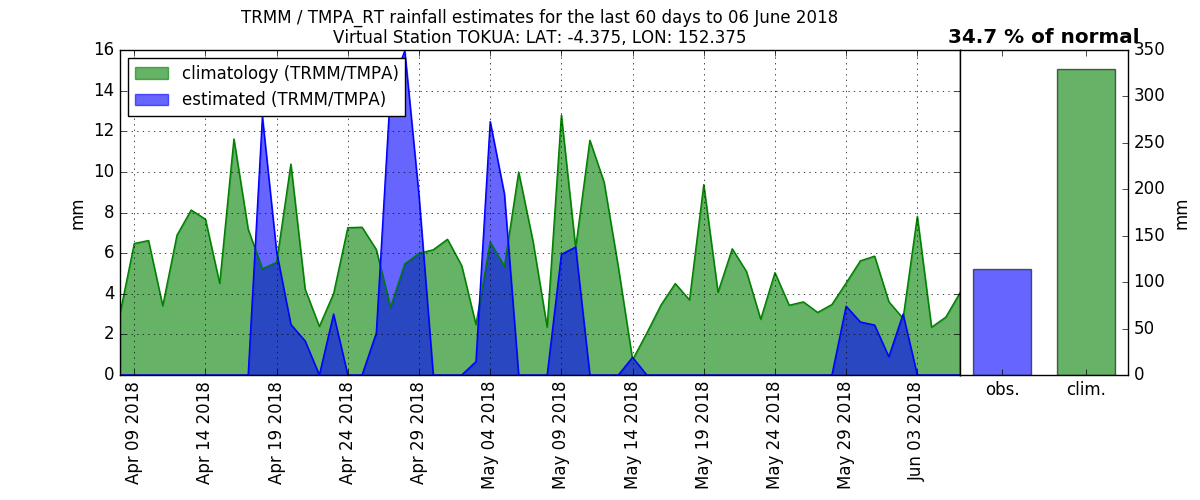 TRMM / TMPA_RT rainfall estimates for the last 60 days to 06 June 2018
Virtual Station TOKUA: LAT: -4.375, LON: 152.375
34.7 % of normal
climatology (TRMM/TMPA)
estimated (TRMM/TMPA)
16
14
12
10
8
6
4
2
0
mm
350
300
250
200
150
100
50
0
mm
Apr 09 2018
Apr 14 2018
Apr 19 2018
Apr 24 2018
Apr 29 2018
May 04 2018
May 09 2018
May 14 2018
May 19 2018
May 24 2018
May 29 2018
Jun 03 2018
obs.
clim.